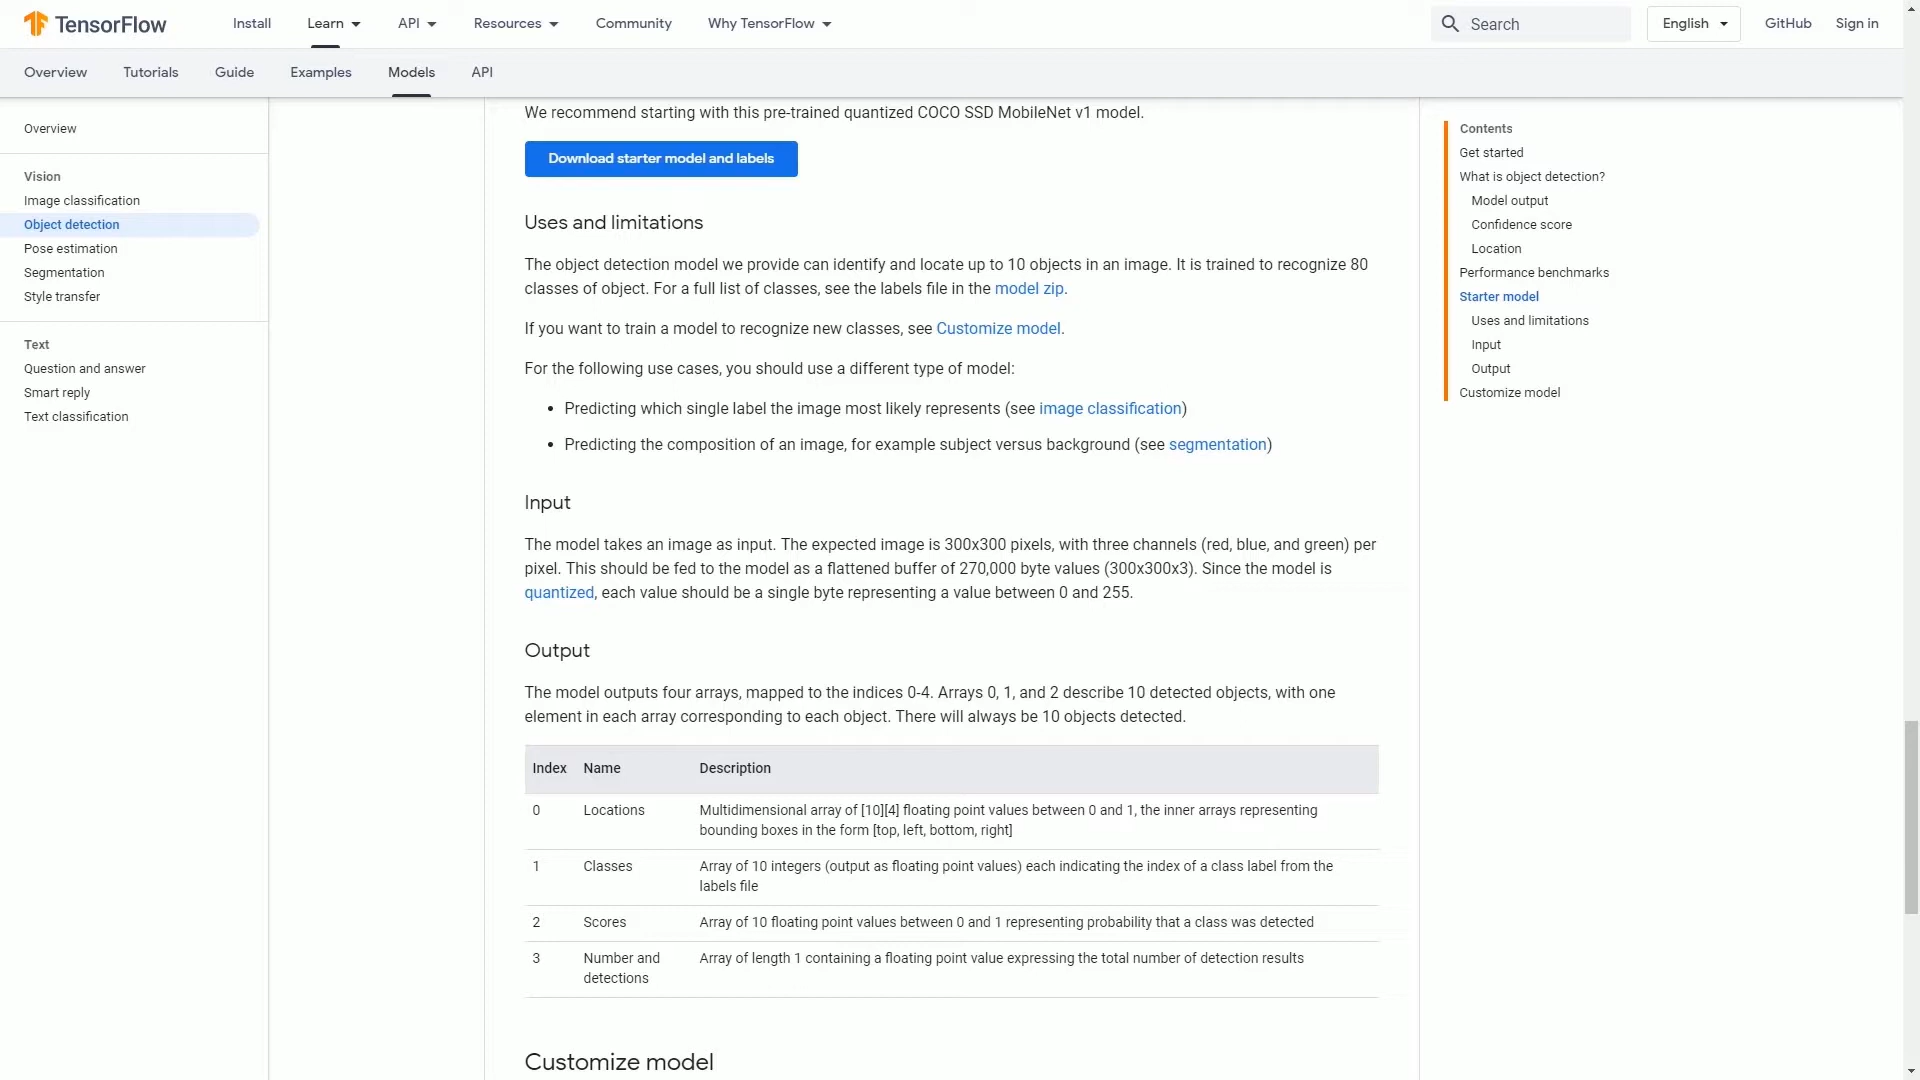 TensorFlow
Install
Learn
API
Resources
Community
Why TensorFlow
Search
English
GitHub
Sign in
Overview
Tutorials
Guide
Examples
Models
API
Overview
Vision
Image classification
Object detection
Pose estimation
Segmentation
Style transfer
Text
Question and answer
Smart reply
Text classification
We recommend starting with this pre-trained quantized COCO SSD MobileNet v1 model.
Download starter model and labels
Uses and limitations
The object detection model we provide can identify and locate up to 10 objects in an image. It is trained to recognize 80
classes of object. For a full list of classes, see the labels file in the model zip.
If you want to train a model to recognize new classes, see Customize model.
For the following use cases, you should use a different type of model:
• Predicting which single label the image most likely represents (see image classification)
• Predicting the composition of an image, for example subject versus background (see segmentation)
Input
The model takes an image as input. The expected image is 300x300 pixels, with three channels (red, blue, and green) per
pixel. This should be fed to the model as a flattened buffer of 270,000 byte values (300x300x3). Since the model is
quantized, each value should be a single byte representing a value between 0 and 255.
Output
The model outputs four arrays, mapped to the indices 0-4. Arrays 0, 1, and 2 describe 10 detected objects, with one
element in each array corresponding to each object. There will always be 10 objects detected.
Index Name Description
0 Locations Multidimensional array of [10][4] floating point values between 0 and 1, the inner arrays representing
bounding boxes in the form [top, left, bottom, right]
1 Classes Array of 10 integers (output as floating point values) each indicating the index of a class label from the
labels file
2 Scores Array of 10 floating point values between 0 and 1 representing probability that a class was detected
3 Number and Array of length 1 containing a floating point value expressing the total number of detection results
detections
Customize model
Contents
Get started
What is object detection?
Model output
Confidence score
Location
Performance benchmarks
Starter model
Uses and limitations
Input
Output
Customize model